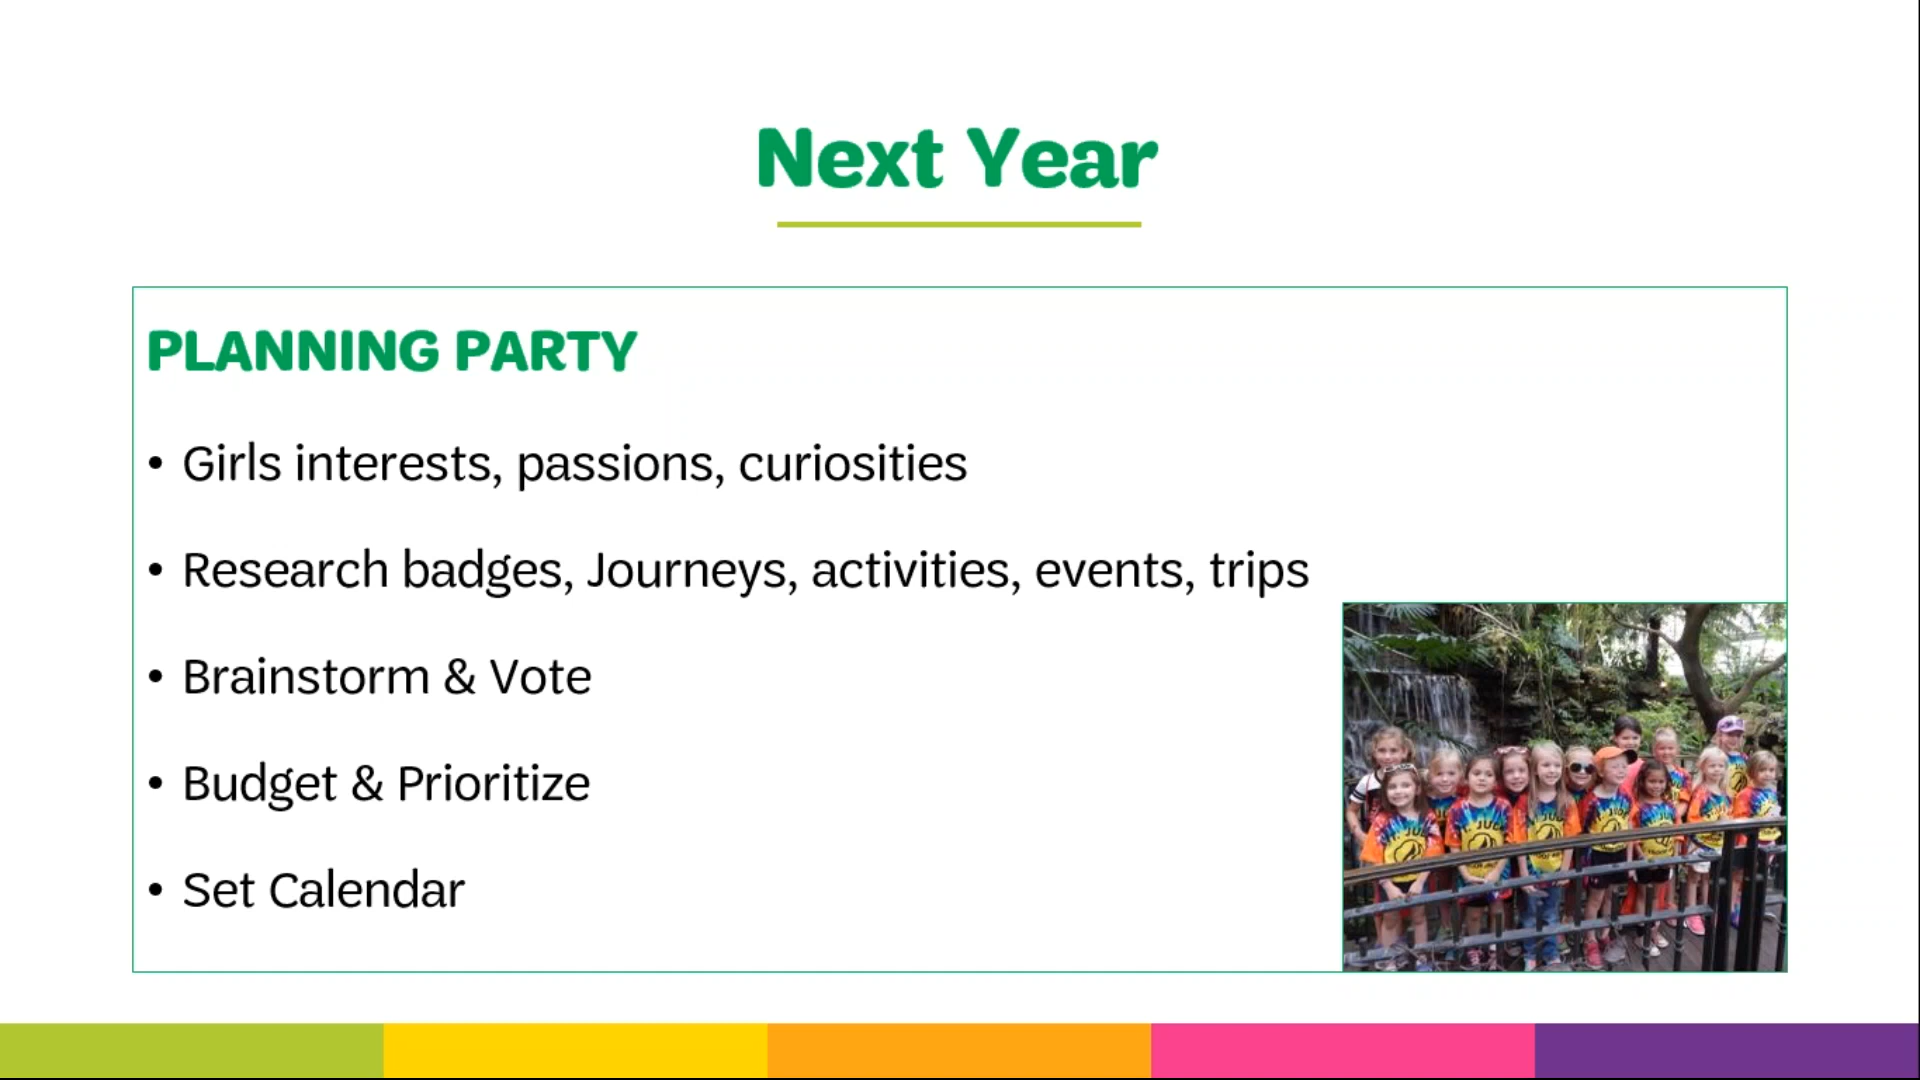 Next Year
PLANNING PARTY
• Girls interests, passions, curiosities
• Research badges, Journeys, activities, events, trips
• Brainstorm & Vote
• Budget & Prioritize
• Set Calendar